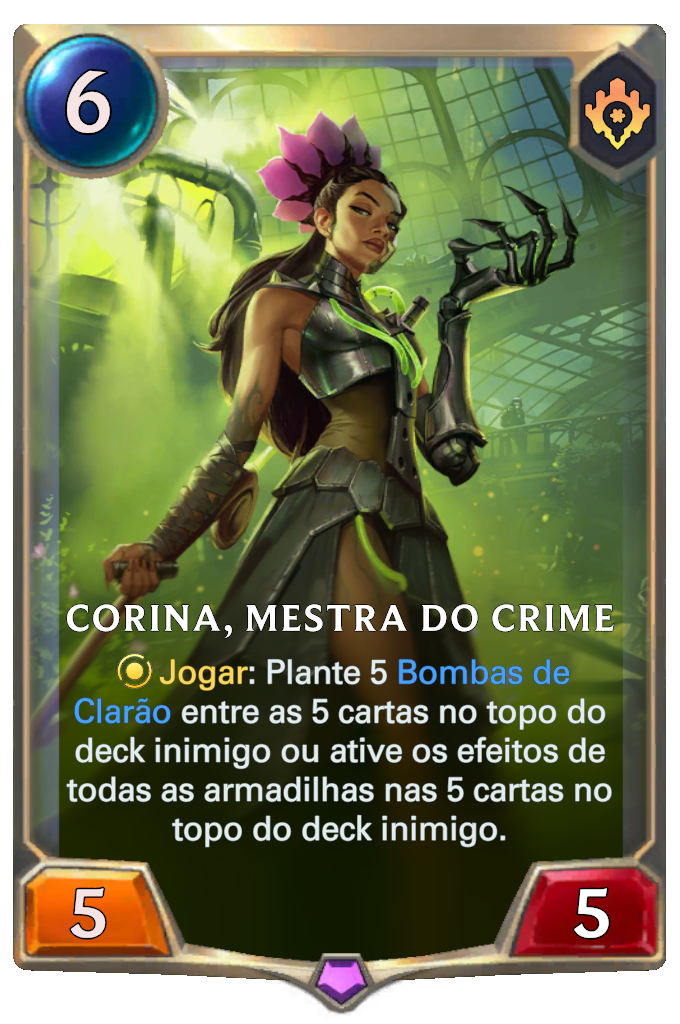 6
CORINA, MESTRA DO CRIME
Jogar: Plante 5 Bombas de
Clarão entre as 5 cartas no topo do
deck inimigo ou ative os efeitos de
todas as armadilhas nas 5 cartas no
topo do deck inimigo.
5
5